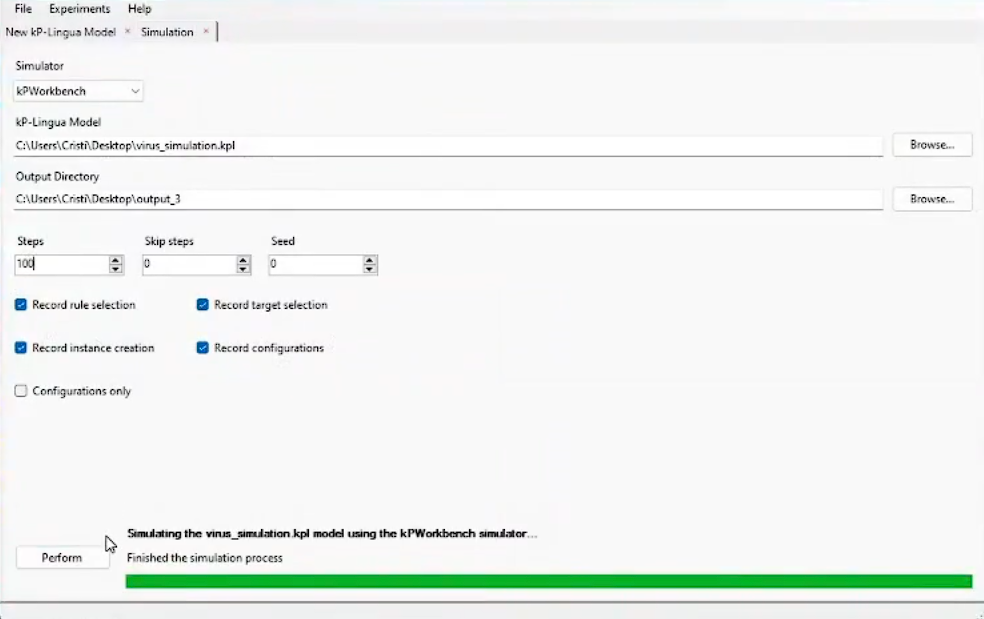 File Experiments Help
New kP-Lingua Model × Simulation ×
Simulator
kPWorkbench
kP-Lingua Model
C:\Users\Cristi\Desktop\virus_simulation.kpl Browse...
Output Directory
C:\Users\Cristi\Desktop\output_3 Browse...
Steps Skip steps Seed
100 0 0
Record rule selection Record target selection
Record instance creation Record configurations
Configurations only
Simulating the virus_simulation.kpl model using the kPWorkbench simulator...
Perform Finished the simulation process